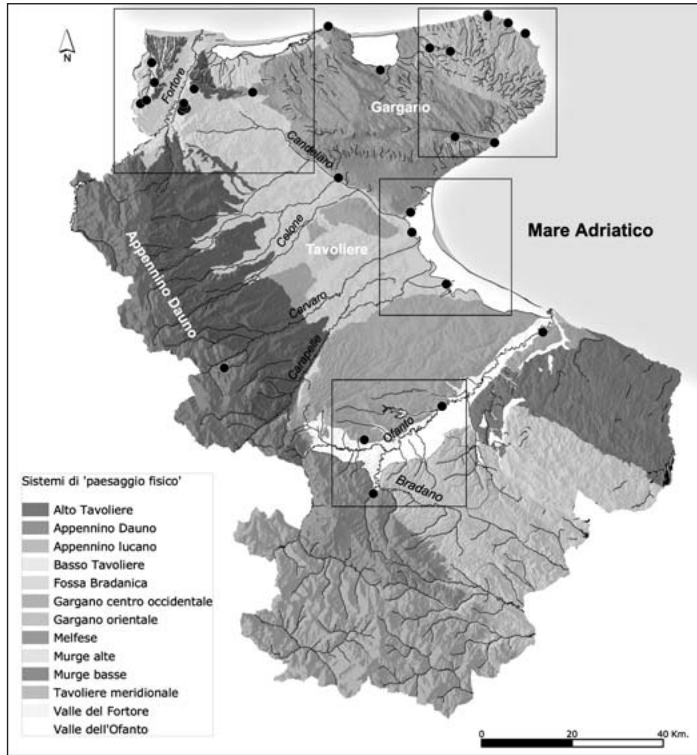 N
Fortore
Gargano
Candelaro
Celone
Tavoliere
Mare Adriatico
Appennino Dauno
Cervaro
Carapelle
Ofanto
Bradano
Sistemi di 'paesaggio fisico'
Alto Tavoliere
Appennino Dauno
Appennino lucano
Basso Tavoliere
Fossa Bradanica
Gargano centro occidentale
Gargano orientale
Melfese
Murge alte
Murge basse
Tavoliere meridionale
Valle del Fortore
Valle dell'Ofanto
0 20 40 Km.